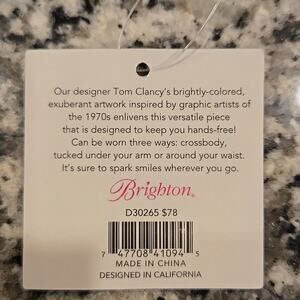 Our designer Tom Clancy's brightly-colored,
exuberant artwork inspired by graphic artists of
the 1970s enlivens this versatile piece
that is designed to keep you hands-free!
Can be worn three ways: crossbody,
tucked under your arm or around your waist.
It's sure to spark smiles wherever you go.
Brighton®
D30265 $78
7 47708 41094 5
MADE IN CHINA
DESIGNED IN CALIFORNIA